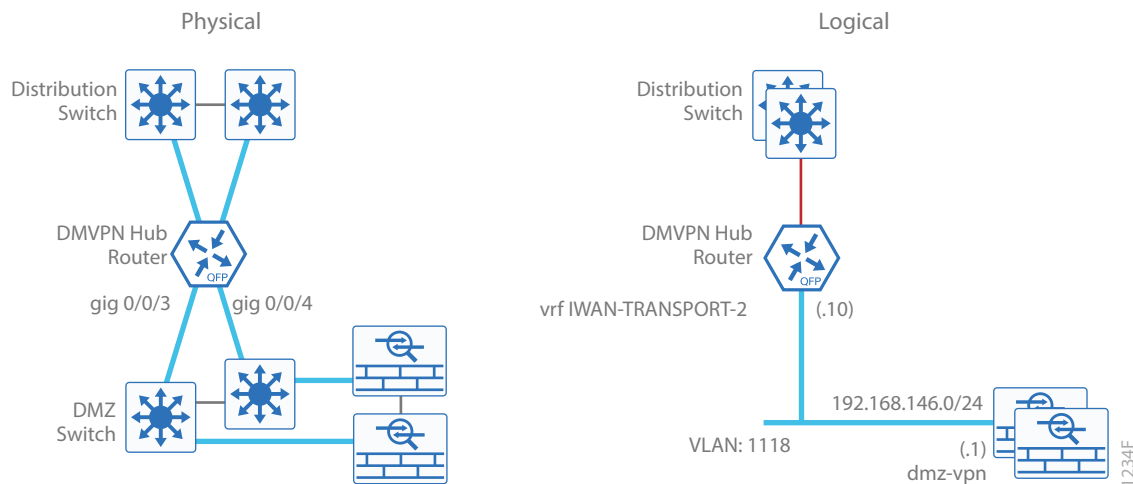 Physical
Logical
Distribution
Switch
Distribution
Switch
DMVPN Hub
Router
QFP
DMVPN Hub
Router
QFP
gig 0/0/3
gig 0/0/4
vrf IWAN-TRANSPORT-2
(.10)
DMZ
Switch
192.168.146.0/24
VLAN: 1118
(.1)
dmz-vpn
1234F